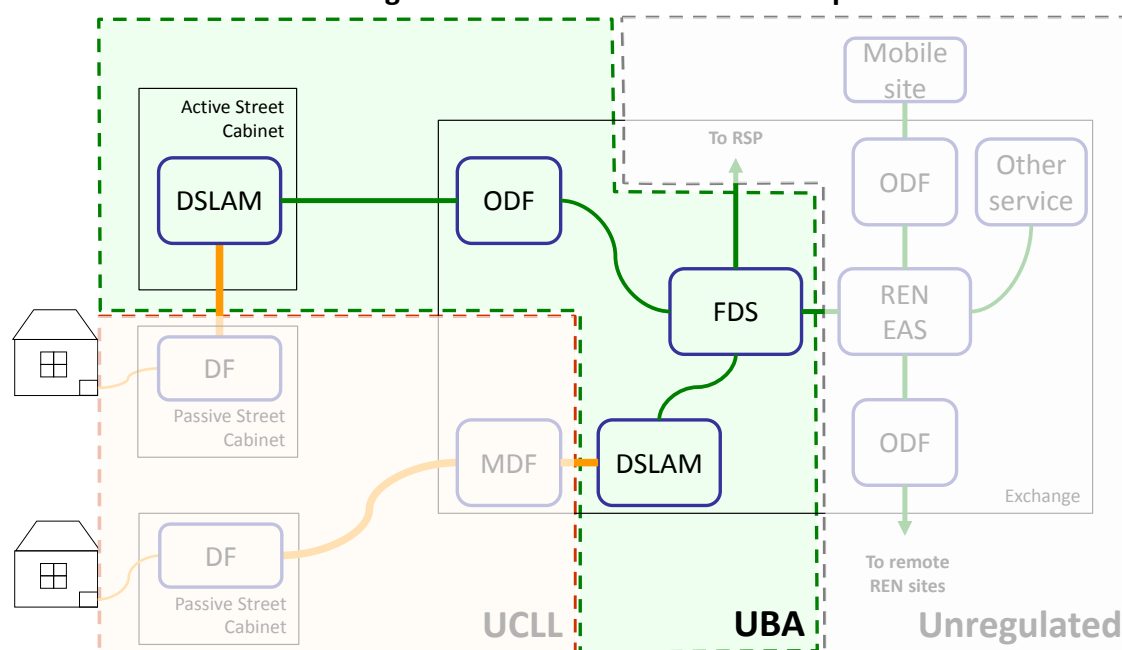 Mobile
site
Active Street
Cabinet
To RSP
DSLAM
ODF
ODF
Other
service
FDS
REN
EAS
DF
Passive Street
Cabinet
MDF
DSLAM
ODF
Exchange
DF
To remote
REN sites
Passive Street
Cabinet
UCLL
UBA
Unregulated